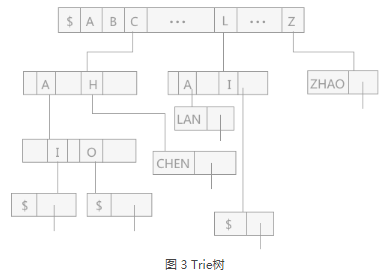 $ A B C ... L ... Z
A H
A I
ZHAO
LAN
I O
CHEN
$
$
$
图 3 Trie树